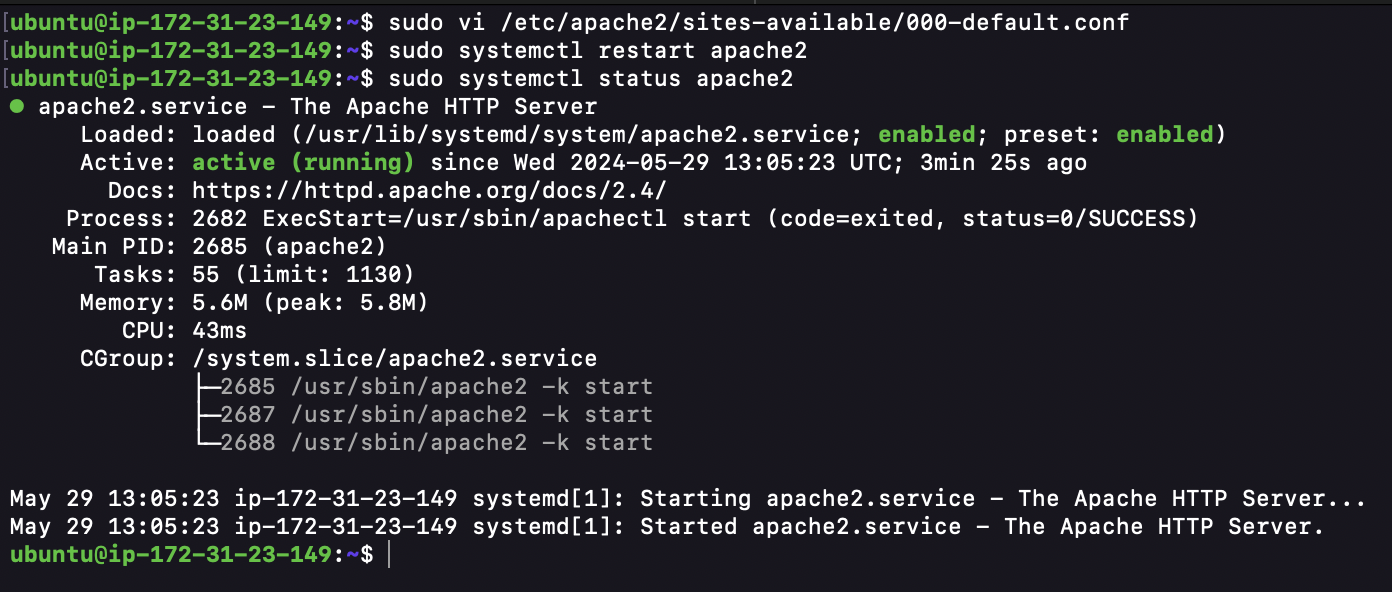 [ubuntu@ip-172-31-23-149:~$ sudo vi /etc/apache2/sites-available/000-default.conf
[ubuntu@ip-172-31-23-149:~$ sudo systemctl restart apache2
[ubuntu@ip-172-31-23-149:~$ sudo systemctl status apache2
● apache2.service - The Apache HTTP Server
     Loaded: loaded (/usr/lib/systemd/system/apache2.service; enabled; preset: enabled)
     Active: active (running) since Wed 2024-05-29 13:05:23 UTC; 3min 25s ago
       Docs: https://httpd.apache.org/docs/2.4/
    Process: 2682 ExecStart=/usr/sbin/apachectl start (code=exited, status=0/SUCCESS)
   Main PID: 2685 (apache2)
      Tasks: 55 (limit: 1130)
     Memory: 5.6M (peak: 5.8M)
        CPU: 43ms
     CGroup: /system.slice/apache2.service
             ├─2685 /usr/sbin/apache2 -k start
             ├─2687 /usr/sbin/apache2 -k start
             └─2688 /usr/sbin/apache2 -k start
May 29 13:05:23 ip-172-31-23-149 systemd[1]: Starting apache2.service - The Apache HTTP Server...
May 29 13:05:23 ip-172-31-23-149 systemd[1]: Started apache2.service - The Apache HTTP Server.
ubuntu@ip-172-31-23-149:~$